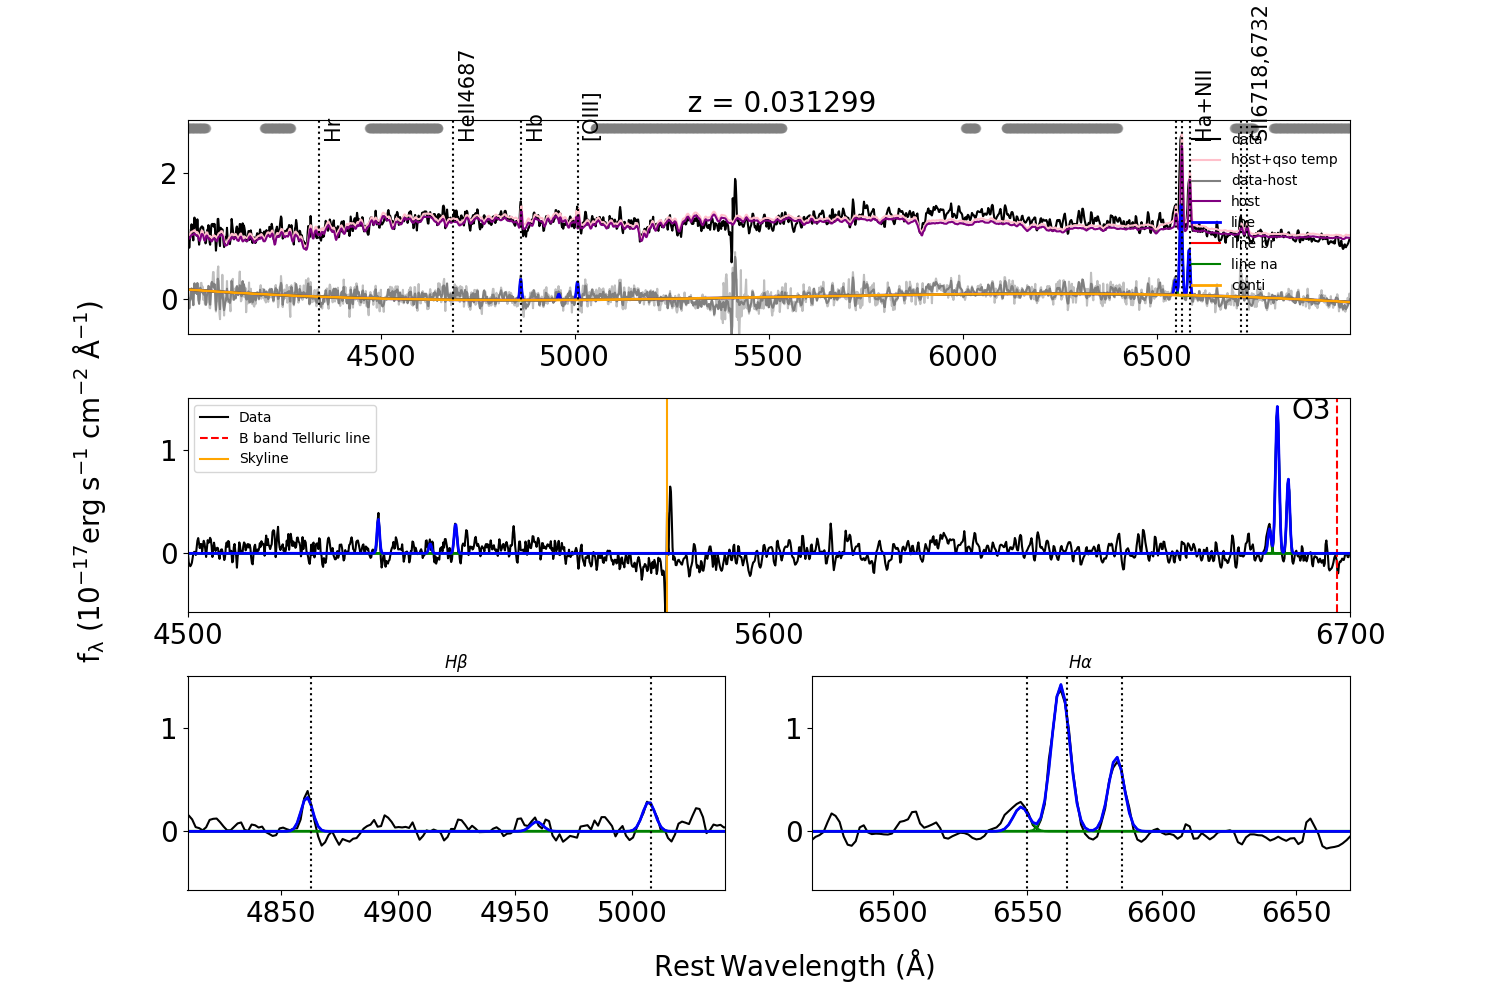 z = 0.031299
Hr
HeII4687
Hb
[OIII]
Ha+NII
SII6718,6732
data
host+qso temp
data-host
host
line
line br
line na
conti
2
0
4500 5000 5500 6000 6500
Data
B band Telluric line
Skyline
O3
1
0
4500 5600 6700
fλ (10⁻¹⁷erg s⁻¹ cm⁻² Å⁻¹)
Hβ
1
0
4850 4900 4950 5000
Hα
1
0
6500 6550 6600 6650
Rest Wavelength (Å)